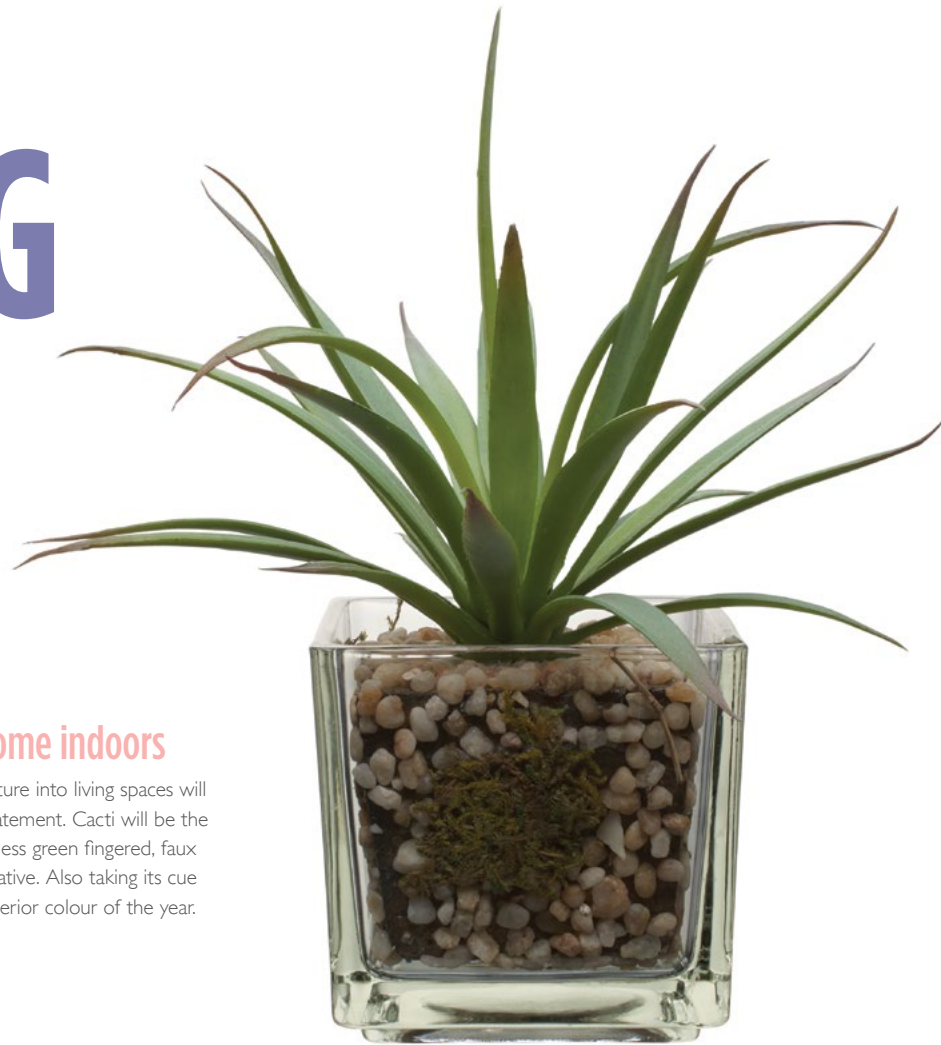 G
ome indoors
ture into living spaces will
atement. Cacti will be the
ess green fingered, faux
ative. Also taking its cue
erior colour of the year.